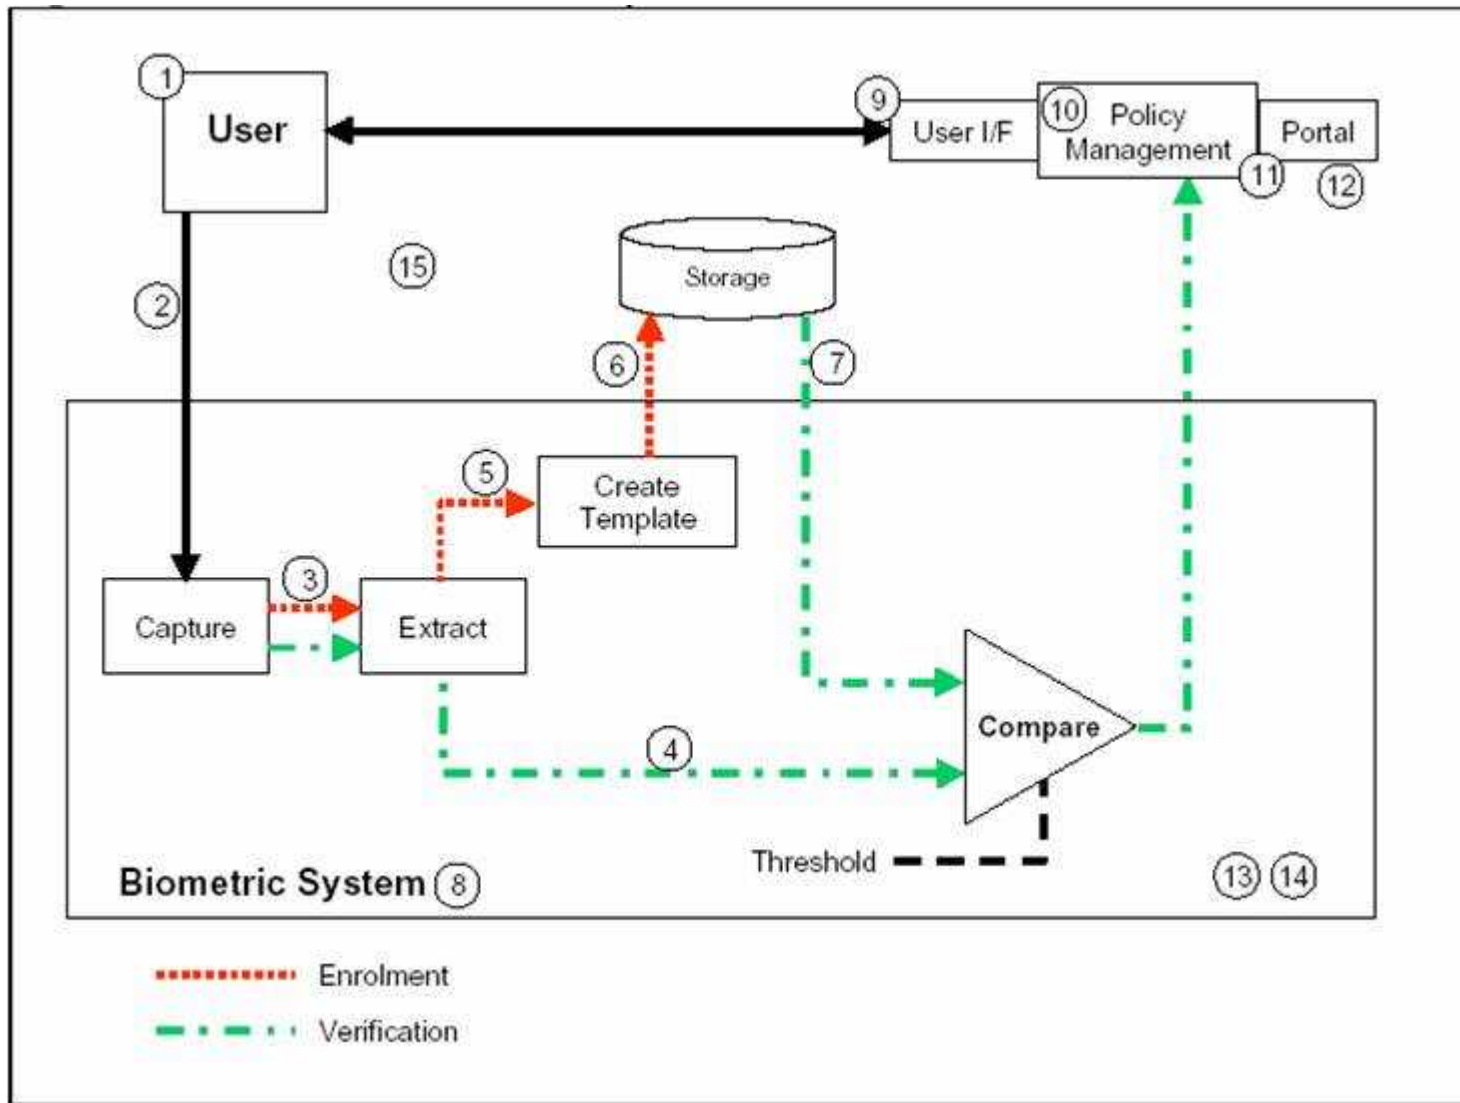 1
User
9
User I/F
10
Policy
Management
Portal
11
12
15
Storage
2
6
7
5
Create
Template
3
Capture
Extract
4
Compare
Threshold
Biometric System 8
13 14
Enrolment
Verification